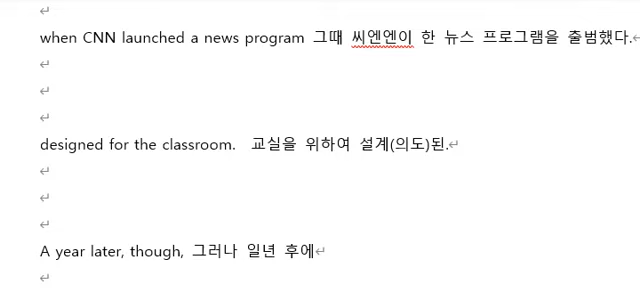 when CNN launched a news program 그때 씨엔엔이 한 뉴스 프로그램을 출범했다.
designed for the classroom. 교실을 위하여 설계(의도)된.
A year later, though, 그러나 일년 후에